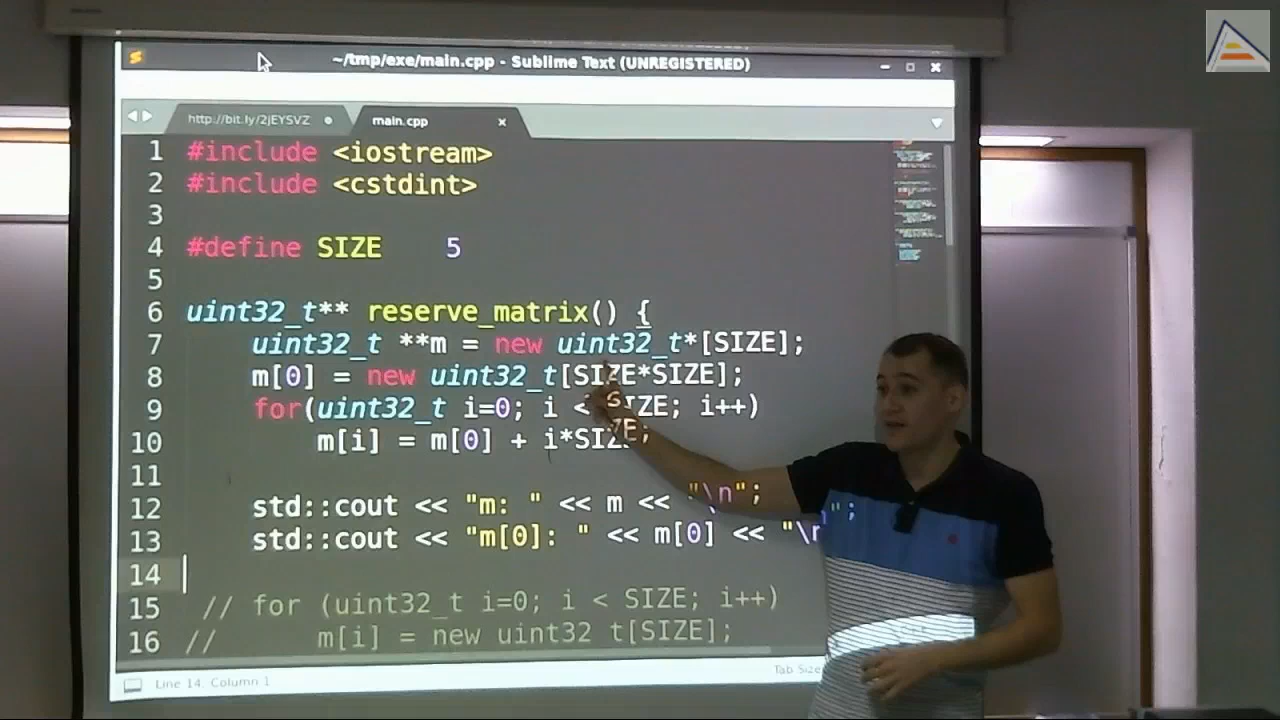 ~/tmp/exe/main.cpp - Sublime Text (UNREGISTERED)
http://bit.ly/2jEYSVZ
main.cpp
1 #include <iostream>
2 #include <cstdint>
3
4 #define SIZE 5
5
6 uint32_t** reserve_matrix() {
7 uint32_t **m = new uint32_t*[SIZE];
8 m[0] = new uint32_t[SIZE*SIZE];
9 for(uint32_t i=0; i < SIZE; i++)
10 m[i] = m[0] + i*SIZE;
11
12 std::cout << "m: " << m << "\n";
13 std::cout << "m[0]: " << m[0] << "\n";
14
15 // for (uint32_t i=0; i < SIZE; i++)
16 // m[i] = new uint32_t[SIZE];
Line 14, Column 1
Tab Size